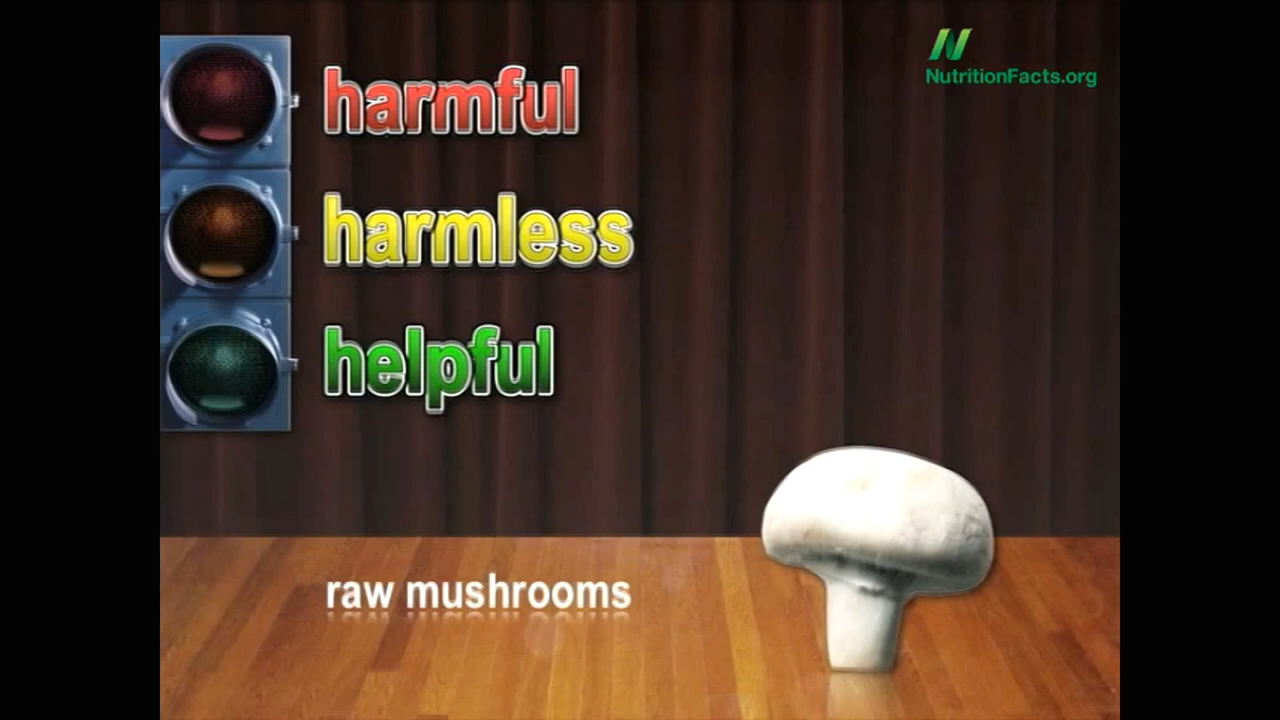 harmful
NutritionFacts.org
harmless
helpful
raw mushrooms